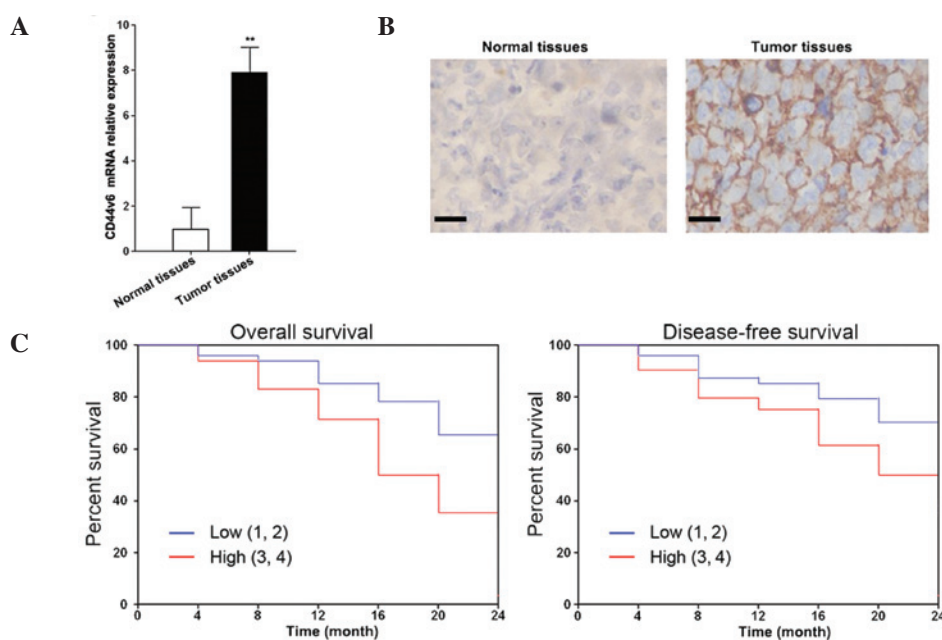 A
CD44v6 mRNA relative expression
10
8
6
4
2
0
**
Normal tissues
Tumor tissues
B
Normal tissues
Tumor tissues
C
Overall survival
Percent survival
100
80
60
40
20
0
Low (1, 2)
High (3, 4)
0 4 8 12 16 20 24
Time (month)
Disease-free survival
Percent survival
100
80
60
40
20
0
Low (1, 2)
High (3, 4)
0 4 8 12 16 20 24
Time (month)